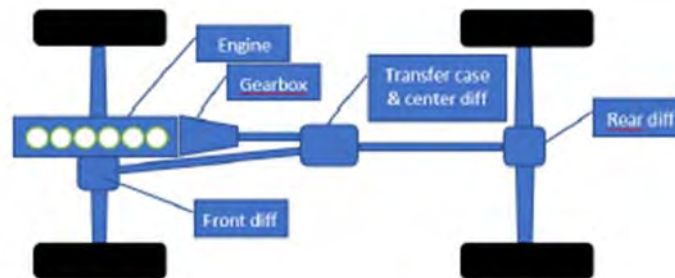 Engine
Gearbox
Transfer case
& center diff
Rear diff
Front diff